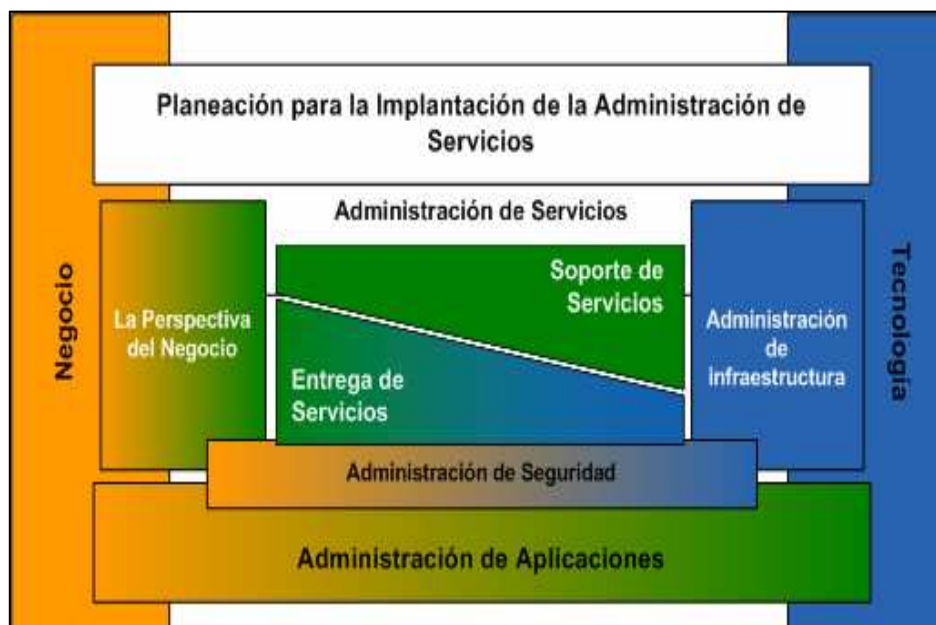 Planeación para la Implantación de la Administración de
Servicios
Negocio
Administración de Servicios
Tecnología
La Perspectiva
del Negocio
Soporte de
Servicios
Entrega de
Servicios
Administración
de
infraestructura
Administración de Seguridad
Administración de Aplicaciones